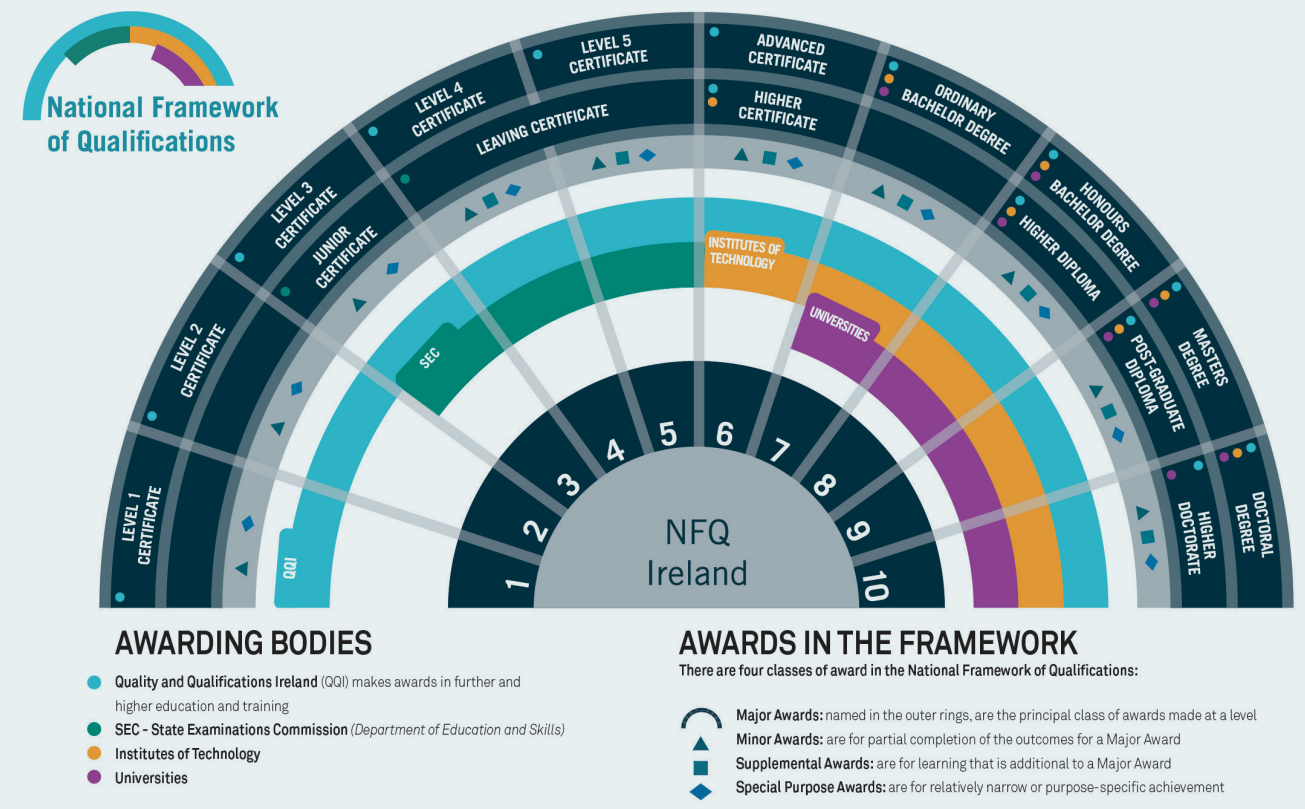 National Framework
of Qualifications
LEVEL 1
CERTIFICATE
LEVEL 2
CERTIFICATE
LEVEL 3
CERTIFICATE
LEVEL 4
CERTIFICATE
LEVEL 5
CERTIFICATE
ADVANCED
CERTIFICATE
ORDINARY
BACHELOR DEGREE
HONOURS
BACHELOR DEGREE
MASTERS
DEGREE
DOCTORAL
DEGREE
JUNIOR
CERTIFICATE
LEAVING CERTIFICATE
HIGHER
CERTIFICATE
HIGHER DIPLOMA
POST-GRADUATE
DIPLOMA
HIGHER
DOCTORATE
QQI
SEC
INSTITUTES OF
TECHNOLOGY
UNIVERSITIES
1
2
3
4
5
6
7
8
9
10
NFQ
Ireland
AWARDING BODIES
Quality and Qualifications Ireland (QQI) makes awards in further and
higher education and training
SEC - State Examinations Commission (Department of Education and Skills)
Institutes of Technology
Universities
AWARDS IN THE FRAMEWORK
There are four classes of award in the National Framework of Qualifications:
Major Awards: named in the outer rings, are the principal class of awards made at a level
Minor Awards: are for partial completion of the outcomes for a Major Award
Supplemental Awards: are for learning that is additional to a Major Award
Special Purpose Awards: are for relatively narrow or purpose-specific achievement